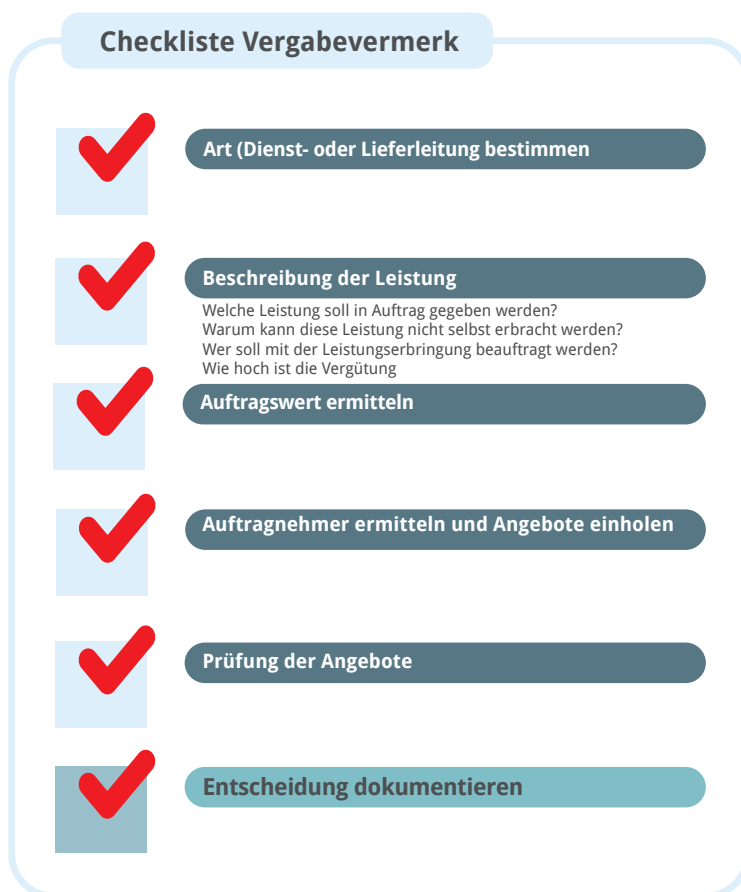 Checkliste Vergabevermerk
Art (Dienst- oder Lieferleitung bestimmen
Beschreibung der Leistung
Welche Leistung soll in Auftrag gegeben werden?
Warum kann diese Leistung nicht selbst erbracht werden?
Wer soll mit der Leistungserbringung beauftragt werden?
Wie hoch ist die Vergütung
Auftragswert ermitteln
Auftragnehmer ermitteln und Angebote einholen
Prüfung der Angebote
Entscheidung dokumentieren